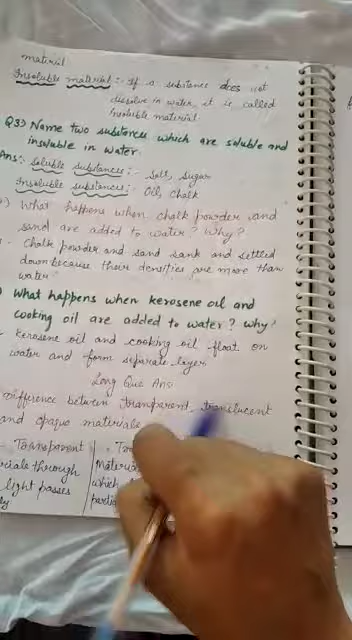 material
Insoluble material :- If a substance does not
dissolve in water, it is called
Insoluble material.
Q3) Name two substances which are soluble and
insoluble in water.
Ans:- Soluble substances:- Salt, Sugar
Insoluble substances:- Oil, Chalk
) What happens when chalk powder and
sand are added to water? Why?
Chalk powder and sand sank and settled
down because their densities are more than
water.
) What happens when kerosene oil and
cooking oil are added to water? Why?
kerosene oil and cooking oil float on
water and form separate layer
Long Que Ans
Difference between transparent, translucent
and opaque materials
Transparent
through
light passes
which